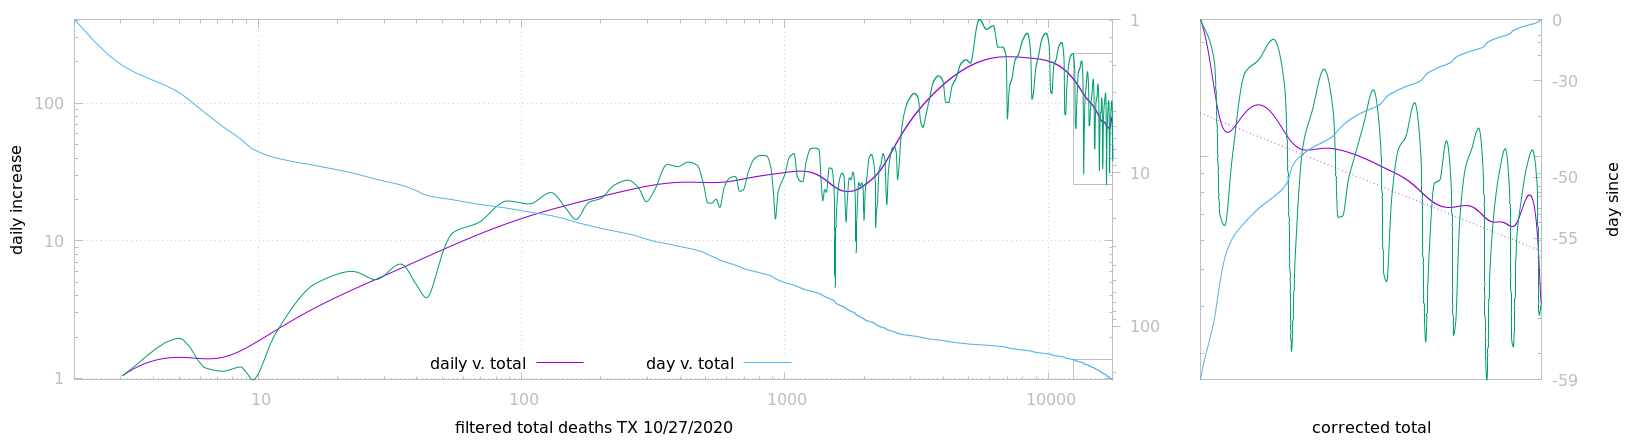 1
0
-30
-50
-55
-59
100
10
1
1
10
100
daily increase
day since
daily v. total
day v. total
10
100
1000
10000
filtered total deaths TX 10/27/2020
corrected total